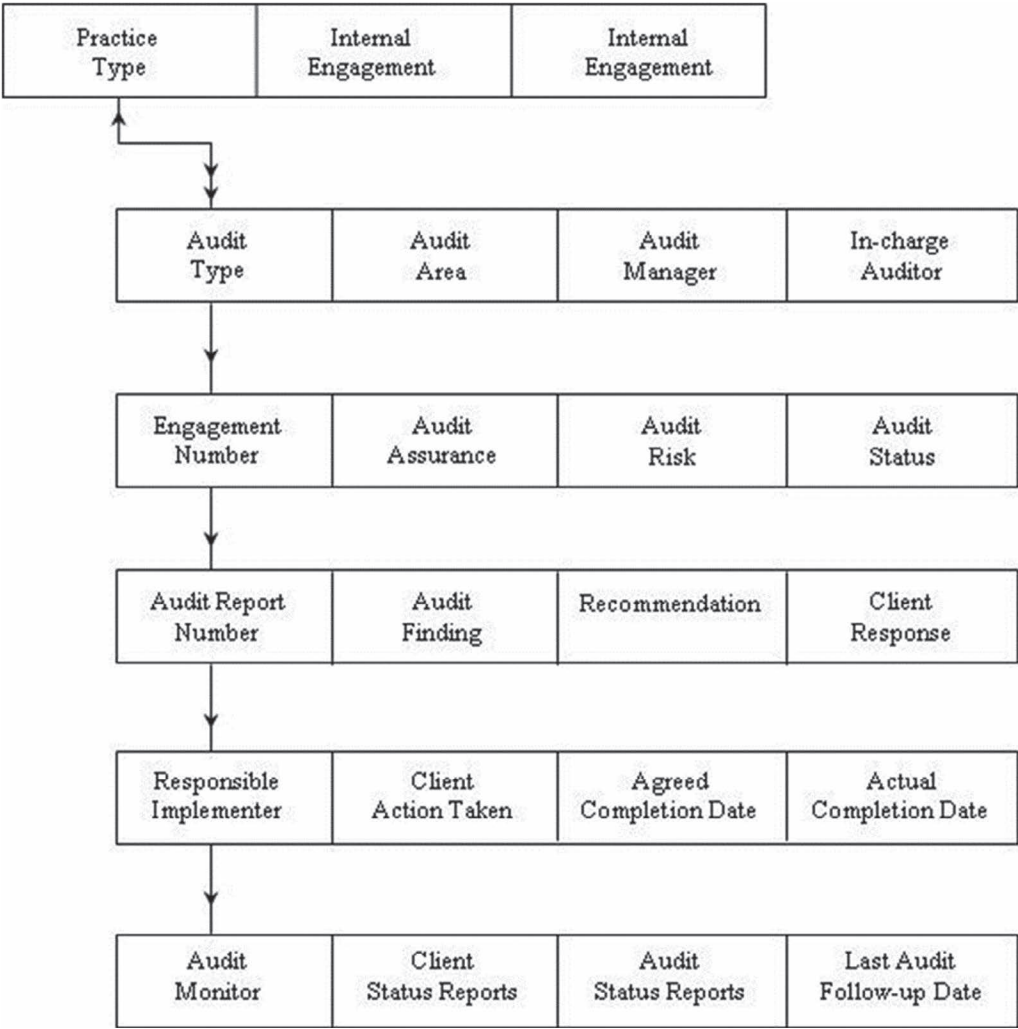 Practice
Type
Internal
Engagement
Internal
Engagement
Audit
Type
Audit
Area
Audit
Manager
In-charge
Auditor
Engagement
Number
Audit
Assurance
Audit
Risk
Audit
Status
Audit Report
Number
Audit
Finding
Recommendation
Client
Response
Responsible
Implementer
Client
Action Taken
Agreed
Completion Date
Actual
Completion Date
Audit
Monitor
Client
Status Reports
Audit
Status Reports
Last Audit
Follow-up Date